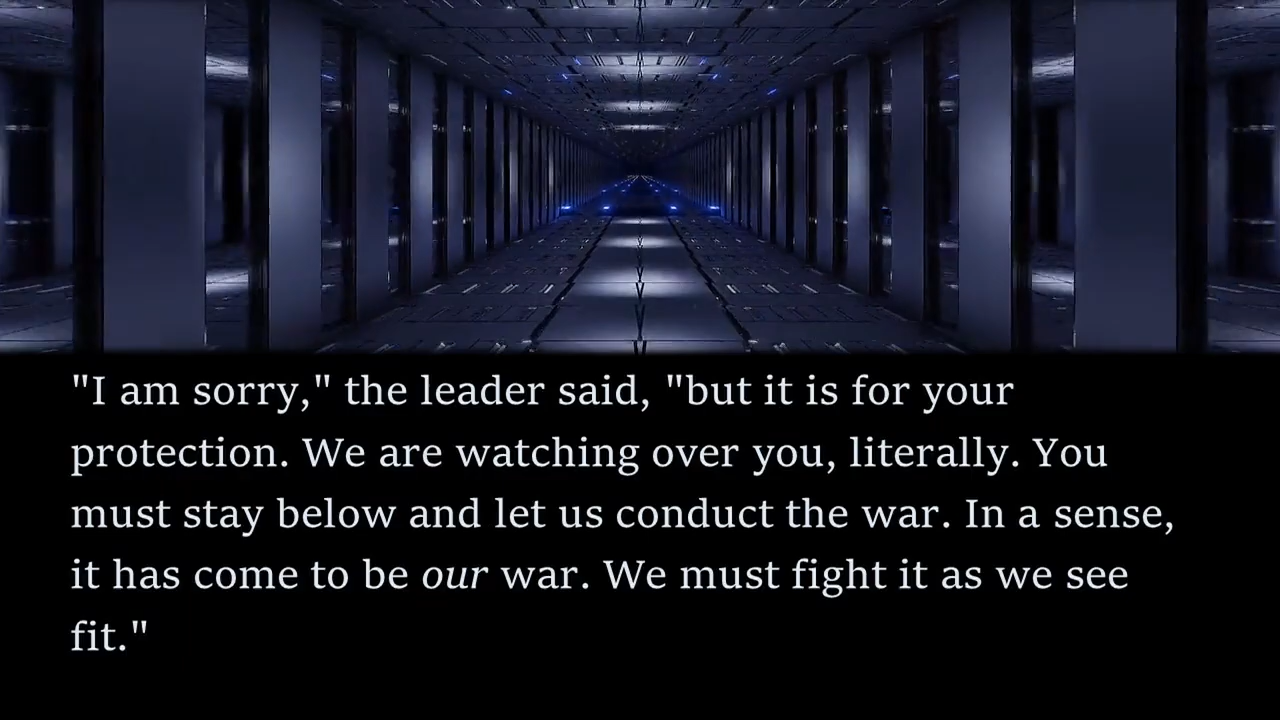 "I am sorry," the leader said, "but it is for your
protection. We are watching over you, literally. You
must stay below and let us conduct the war. In a sense,
it has come to be our war. We must fight it as we see
fit."